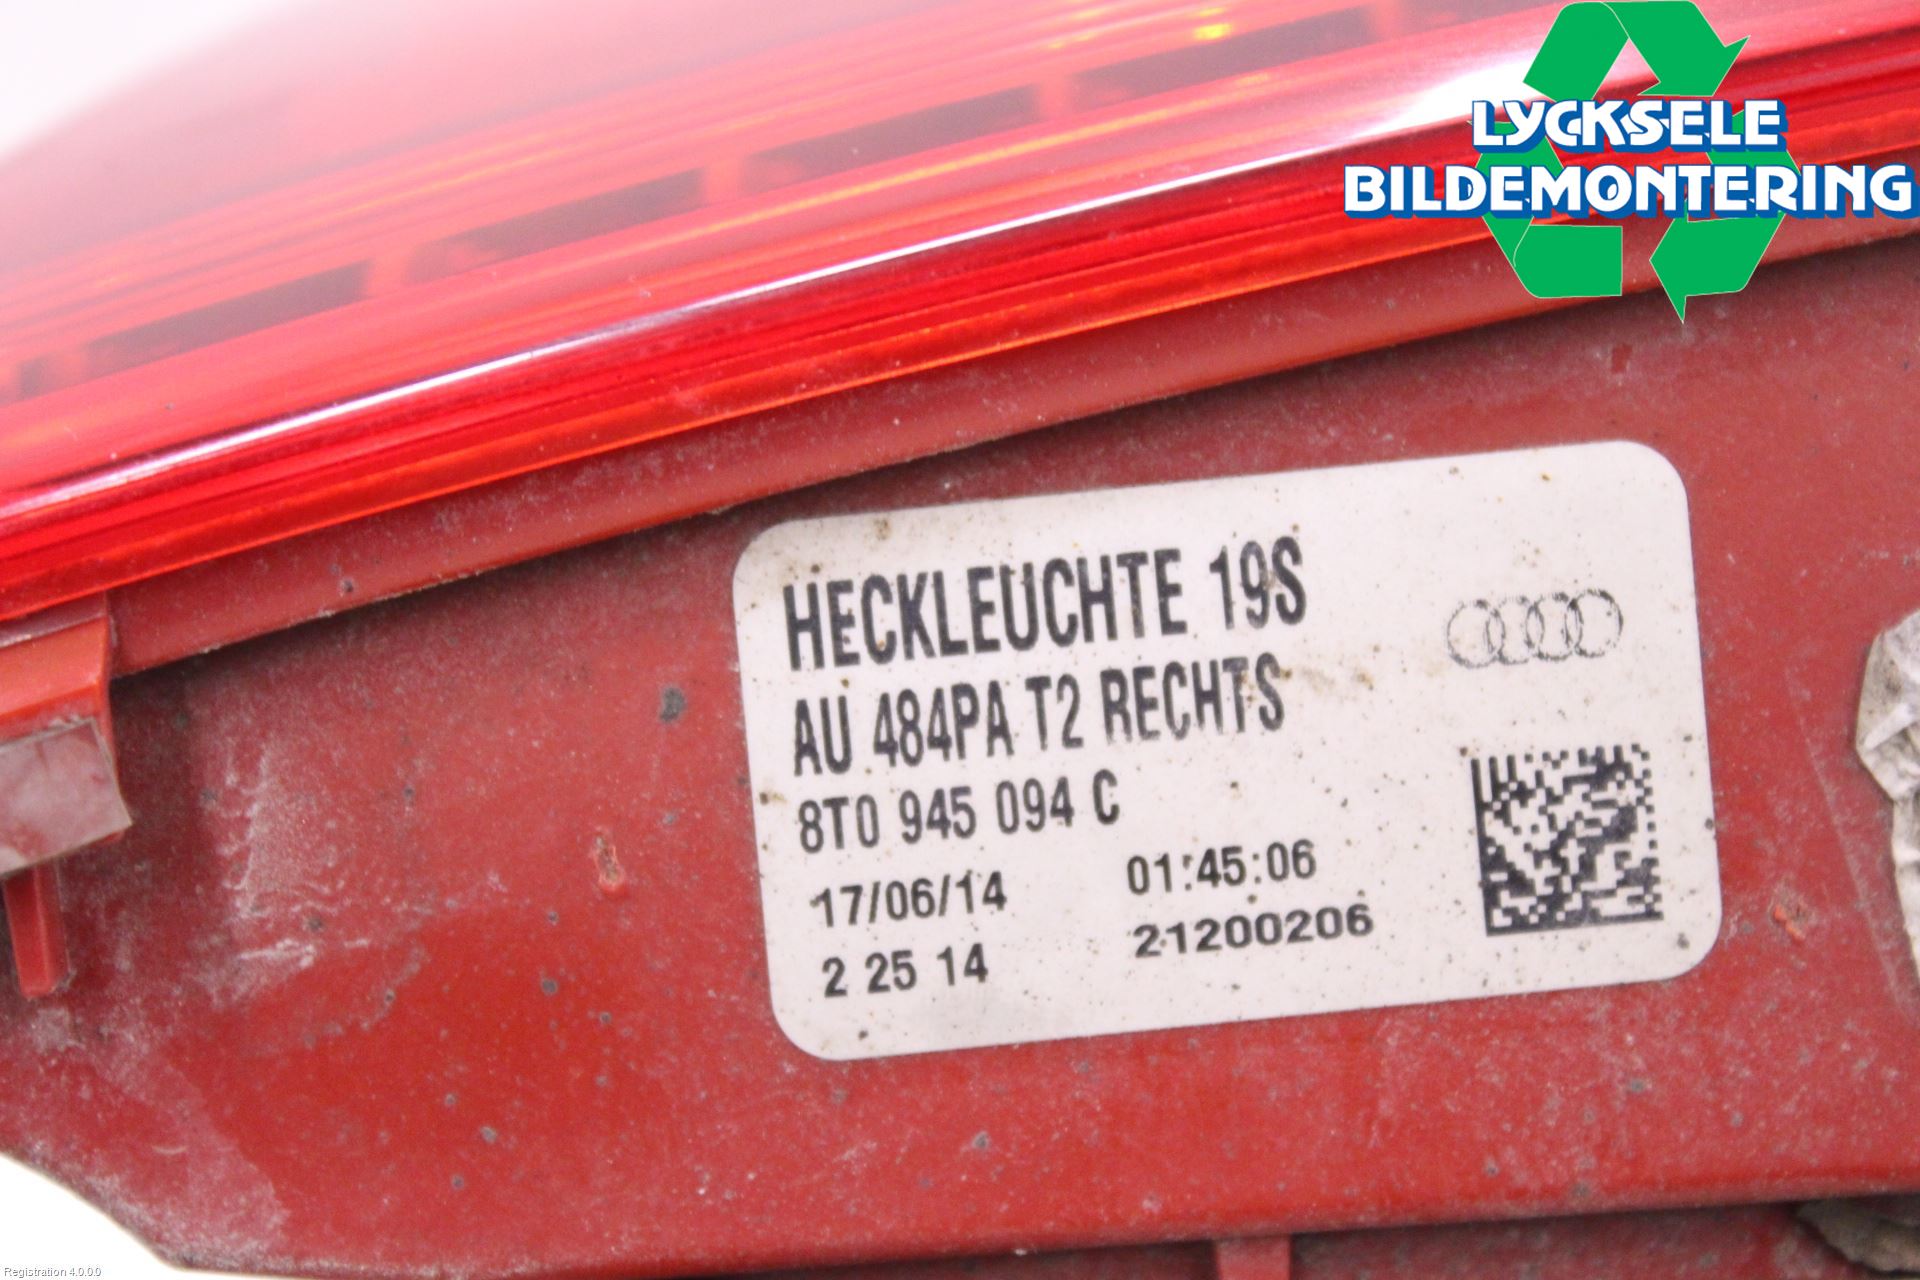 LYCKSELE
BILDEMONTERING
HECKLEUCHTE 19S
AU 484PA T2 RECHTS
8T0 945 094 C
17/06/14 01:45:06
2 25 14 21200206
Registration 4.0.0.0